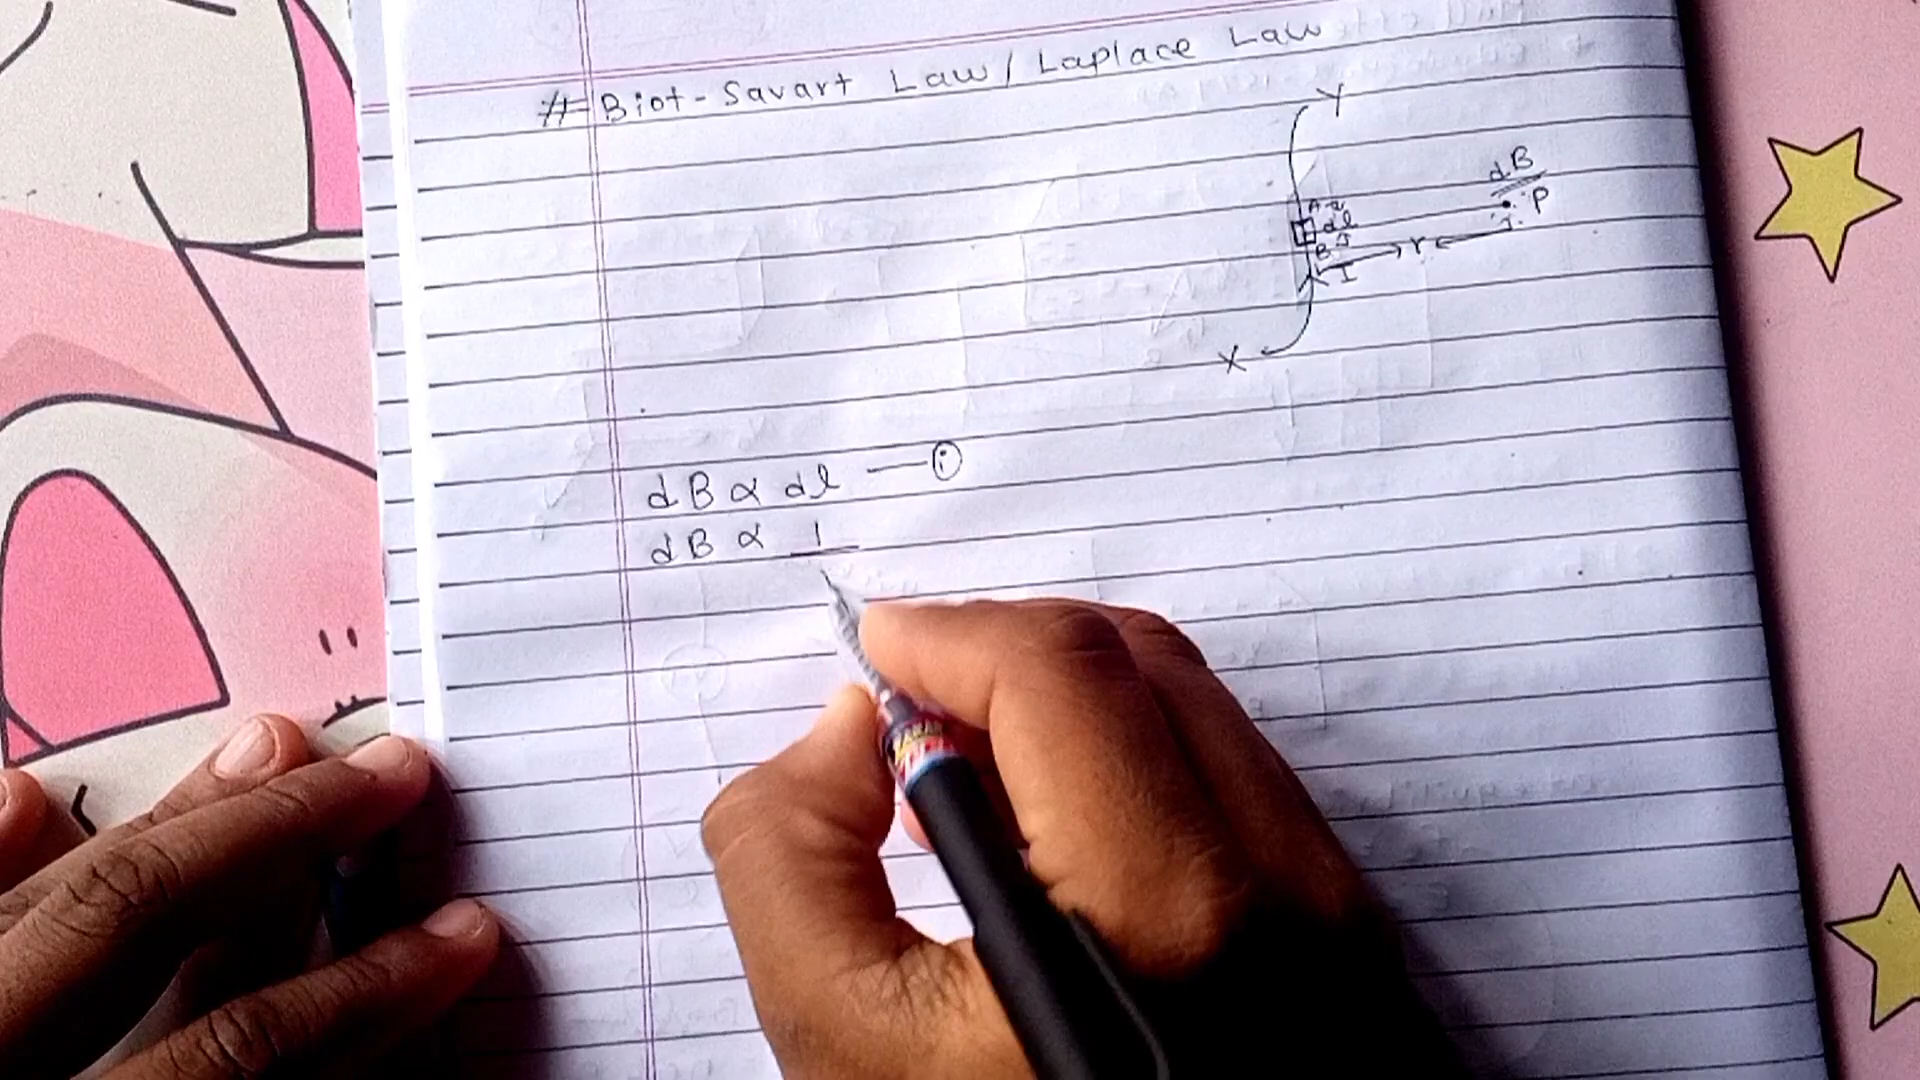 # Biot-Savart Law / Laplace Law
Y
dB
P
A
dl
B
r
I
X
dB ∝ dl —— (i)
dB ∝ 1